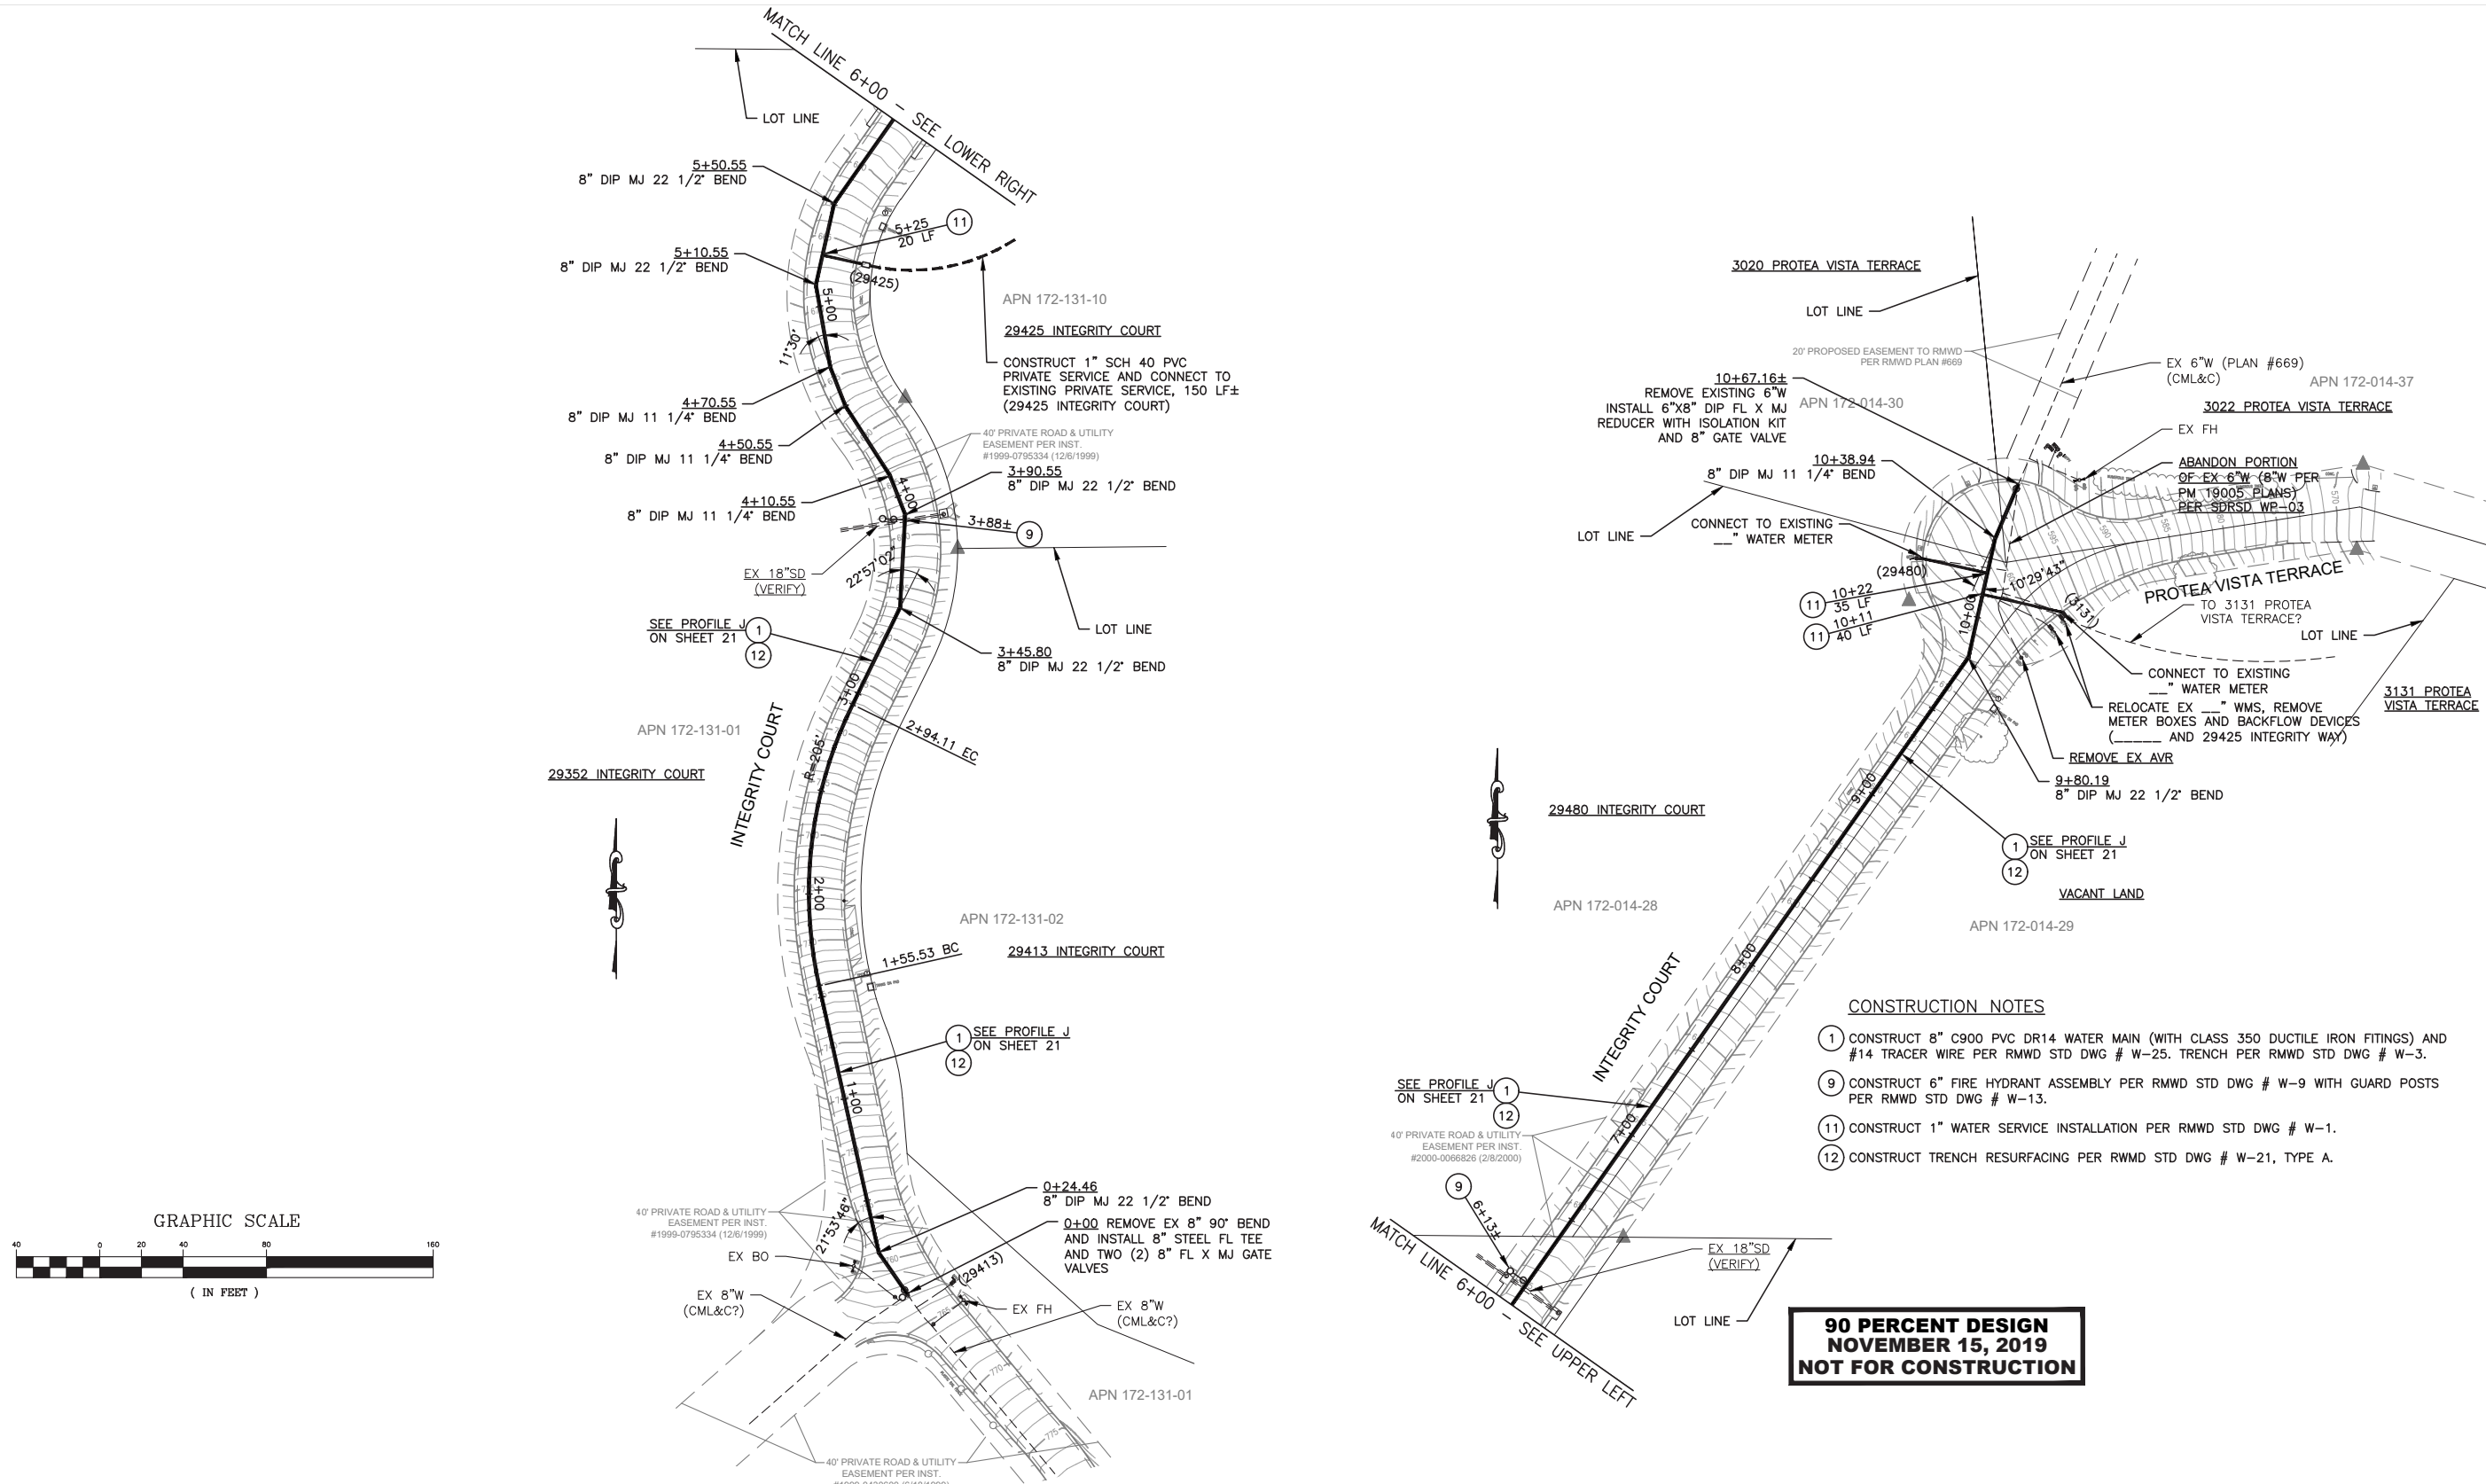 MATCH LINE 6+00 – SEE LOWER RIGHT
LOT LINE
5+50.55
8" DIP MJ 22 1/2° BEND
5+25
20 LF
11
5+10.55
8" DIP MJ 22 1/2° BEND
(29425)
5+00
APN 172-131-10
29425 INTEGRITY COURT
11°30"
CONSTRUCT 1" SCH 40 PVC
PRIVATE SERVICE AND CONNECT TO
EXISTING PRIVATE SERVICE, 150 LF±
(29425 INTEGRITY COURT)
4+70.55
8" DIP MJ 11 1/4° BEND
4+50.55
8" DIP MJ 11 1/4° BEND
40' PRIVATE ROAD & UTILITY
EASEMENT PER INST.
#1999-0795334 (12/6/1999)
3+90.55
8" DIP MJ 22 1/2° BEND
4+10.55
8" DIP MJ 11 1/4° BEND
4+00
3+88±
9
EX 18"SD
(VERIFY)
22°57'02"
SEE PROFILE J
ON SHEET 21
1
12
LOT LINE
3+45.80
8" DIP MJ 22 1/2° BEND
3+00
2+94.11 EC
APN 172-131-01
29352 INTEGRITY COURT
INTEGRITY COURT
R=205'
2+00
APN 172-131-02
29413 INTEGRITY COURT
1+55.53 BC
SEE PROFILE J
ON SHEET 21
1
12
1+00
0+24.46
8" DIP MJ 22 1/2° BEND
40' PRIVATE ROAD & UTILITY
EASEMENT PER INST.
#1999-0795334 (12/6/1999)
21°53'46"
0+00 REMOVE EX 8" 90° BEND
AND INSTALL 8" STEEL FL TEE
AND TWO (2) 8" FL X MJ GATE
VALVES
EX BO
760
(29413)
EX 8"W
(CML&C?)
765
EX FH
EX 8"W
(CML&C?)
770
APN 172-131-01
775
40' PRIVATE ROAD & UTILITY
EASEMENT PER INST.
GRAPHIC SCALE
40 0 20 40 80 160
( IN FEET )
3020 PROTEA VISTA TERRACE
LOT LINE
20' PROPOSED EASEMENT TO RMWD
PER RMWD PLAN #669
EX 6"W (PLAN #669)
(CML&C)
APN 172-014-37
3022 PROTEA VISTA TERRACE
10+67.16±
REMOVE EXISTING 6"W
INSTALL 6"X8" DIP FL X MJ
REDUCER WITH ISOLATION KIT
AND 8" GATE VALVE
APN 172-014-30
EX FH
10+38.94
8" DIP MJ 11 1/4° BEND
ABANDON PORTION
OF EX 6"W (8"W PER
PM 19005 PLANS)
PER SDRSD WP-03
570
580
585
590
595
LOT LINE
CONNECT TO EXISTING
__" WATER METER
(29480)
10°29'43"
11
10+22
35 LF
11
10+11
40 LF
10+00
(3131)
PROTEA VISTA TERRACE
TO 3131 PROTEA
VISTA TERRACE?
LOT LINE
CONNECT TO EXISTING
__" WATER METER
3131 PROTEA
VISTA TERRACE
RELOCATE EX __" WMS, REMOVE
METER BOXES AND BACKFLOW DEVICES
(_____ AND 29425 INTEGRITY WAY)
REMOVE EX AVR
9+80.19
8" DIP MJ 22 1/2° BEND
9+00
29480 INTEGRITY COURT
1
12
SEE PROFILE J
ON SHEET 21
VACANT LAND
APN 172-014-28
APN 172-014-29
8+00
INTEGRITY COURT
SEE PROFILE J
ON SHEET 21
1
12
7+00
40' PRIVATE ROAD & UTILITY
EASEMENT PER INST.
#2000-0066826 (2/8/2000)
9
6+13±
MATCH LINE 6+00 – SEE UPPER LEFT
EX 18"SD
(VERIFY)
LOT LINE
CONSTRUCTION NOTES
1 CONSTRUCT 8" C900 PVC DR14 WATER MAIN (WITH CLASS 350 DUCTILE IRON FITINGS) AND
#14 TRACER WIRE PER RMWD STD DWG # W-25. TRENCH PER RMWD STD DWG # W-3.
9 CONSTRUCT 6" FIRE HYDRANT ASSEMBLY PER RMWD STD DWG # W-9 WITH GUARD POSTS
PER RMWD STD DWG # W-13.
11 CONSTRUCT 1" WATER SERVICE INSTALLATION PER RMWD STD DWG # W-1.
12 CONSTRUCT TRENCH RESURFACING PER RWMD STD DWG # W-21, TYPE A.
90 PERCENT DESIGN
NOVEMBER 15, 2019
NOT FOR CONSTRUCTION